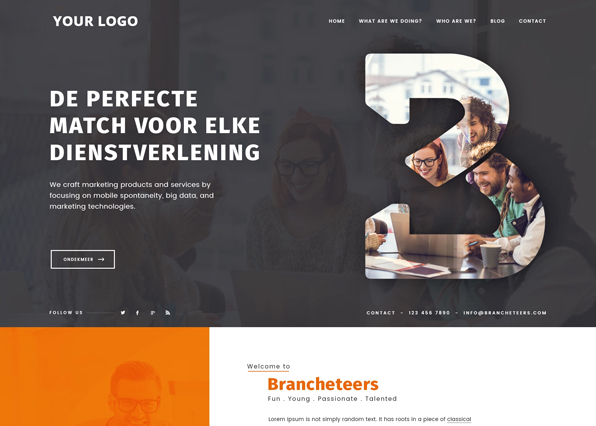 YOUR LOGO
HOME WHAT ARE WE DOING? WHO ARE WE? BLOG CONTACT
DE PERFECTE
MATCH VOOR ELKE
DIENSTVERLENING
We craft marketing products and services by
focusing on mobile spontaneity, big data, and
marketing technologies.
ONDEKMEER
FOLLOW US
CONTACT - 123 456 7890 - INFO@BRANCHETEERS.COM
Welcome to
Brancheteers
Fun . Young . Passionate . Talented
Lorem Ipsum is not simply random text. It has roots in a piece of classical